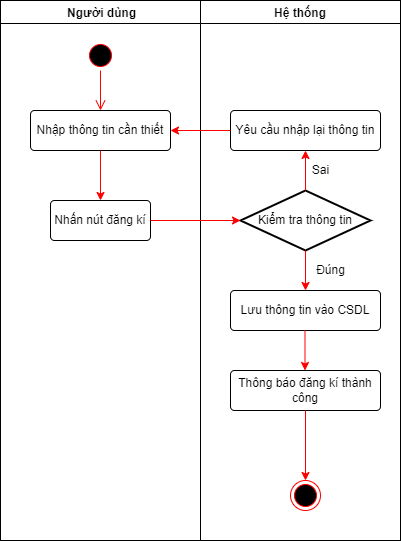 Người dùng
Hệ thống
Nhập thông tin cần thiết
Yêu cầu nhập lại thông tin
Sai
Nhấn nút đăng kí
Kiểm tra thông tin
Đúng
Lưu thông tin vào CSDL
Thông báo đăng kí thành
công